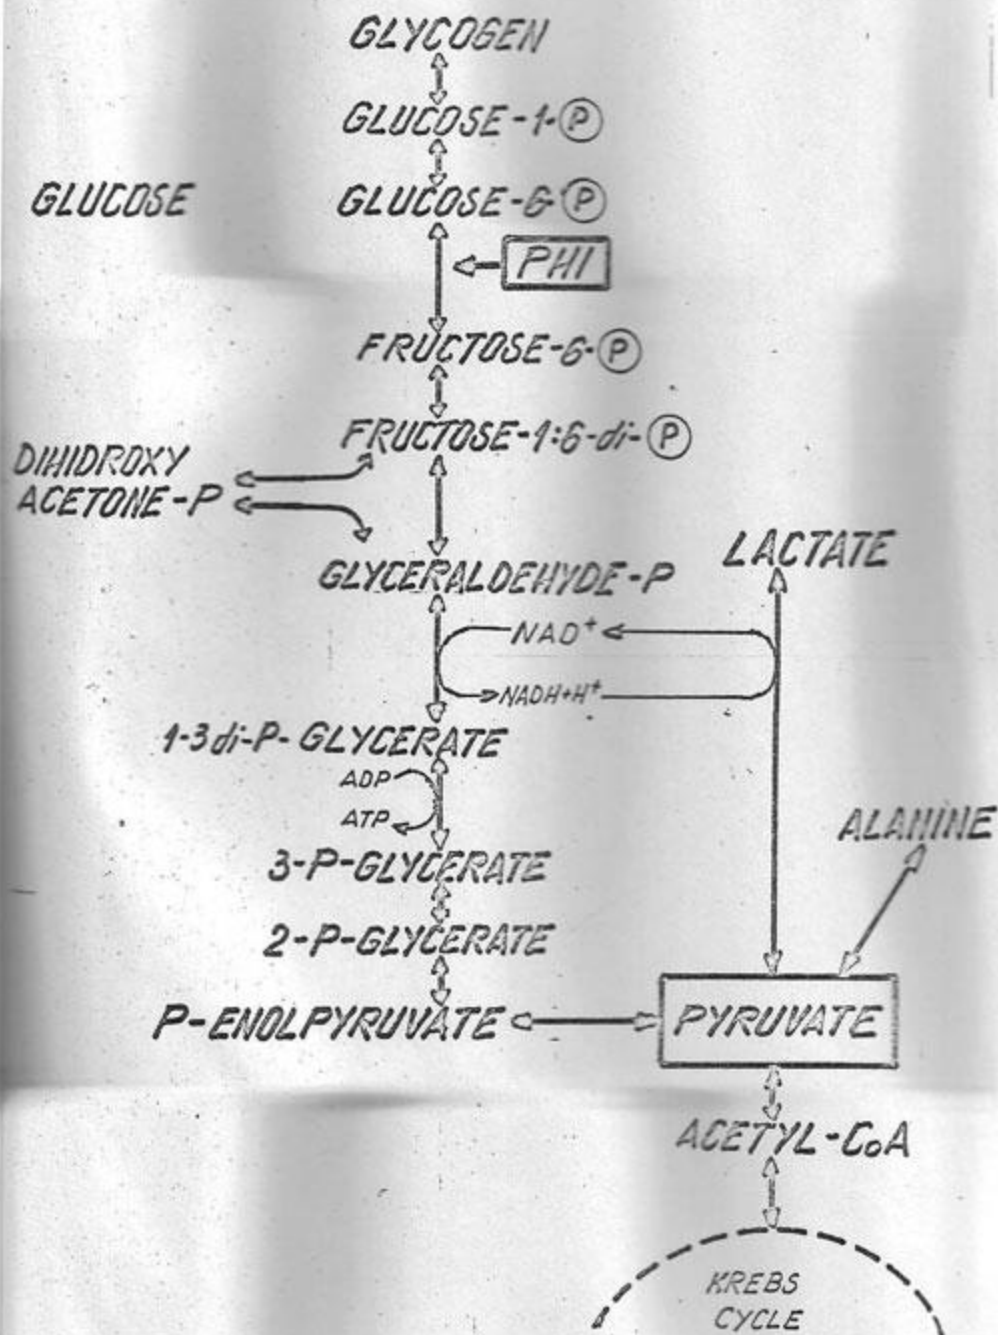 GLYCOGEN
GLUCOSE-1-P
GLUCOSE
GLUCOSE-6-P
PHI
FRUCTOSE-6-P
FRUCTOSE-1:6-di-P
DIHIDROXY
ACETONE-P
LACTATE
GLYCERALDEHYDE-P
NAD+
NADH+H+
1-3di-P-GLYCERATE
ADP
ATP
ALANINE
3-P-GLYCERATE
2-P-GLYCERATE
P-ENOLPYRUVATE
PYRUVATE
ACETYL-CoA
KREBS
CYCLE